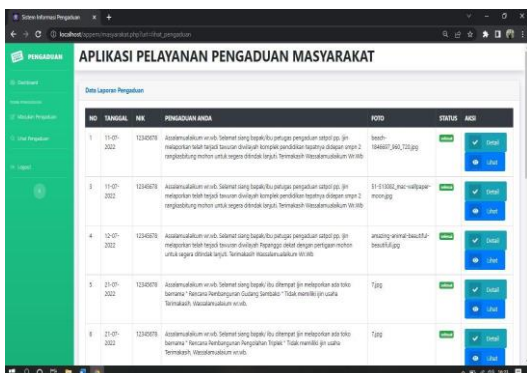 Sistem Informasi Pengaduan
localhost/appem/masyarakat.php?url=lihat_pengaduan
PENGADUAN
APLIKASI PELAYANAN PENGADUAN MASYARAKAT
Dashboard
Data Laporan Pengaduan
Lihat Pengaduan
Logout
NO TANGGAL NIK PENGADUAN ANDA FOTO STATUS AKSI
1 11-07-2022 12345678 Assalamualaikum wr.wb. Selamat siang bapak/ibu petugas pengaduan satpol pp. Ijin
melaporkan telah terjadi tawuran diwilayah komplek pendidikan tepatnya didepan smpn 2
rangkasbitung mohon untuk segera ditindak lanjuti. Terimakasih Wassalamualaikum Wr.Wb
beach-1846607_960_720.jpg
Detail
Lihat
11-07-2022 12345678 Assalamualaikum wr.wb. Selamat siang bapak/ibu petugas pengaduan satpol pp. Ijin
melaporkan telah terjadi tawuran diwilayah komplek pendidikan tepatnya didepan smpn 2
rangkasbitung mohon untuk segera ditindak lanjuti. Terimakasih Wassalamualaikum Wr.Wb
Detail
Lihat
4 12-07-2022 12345678 Assalamualaikum wr.wb. Selamat siang bapak/ibu petugas pengaduan satpol pp. Ijin
melaporkan telah terjadi tawuran diwilayah Papanggo dekat dengan pertigaan mohon
untuk segara ditindak lanjut. Terimakasih Wassalamualaikum Wr.Wb
amazing-animal-beautiful-beautifull.jpg
Detail
Lihat
5 21-07-2022 12345678 Assalamualaikum wr.wb. Selamat siang bapak/ ibu ditempat ijin melaporkan ada toko
bernama " Rencana Pembangunan Gudang Sembako " Tidak memiliki ijin usaha
Terimakasih, Wassalamualaikum wr.wb.
7.jpg
Detail
Lihat
6 21-07-2022 12345678 Assalamualaikum wr.wb. Selamat siang bapak/ ibu ditempat ijin melaporkan ada toko
bernama " Rencana Pembangunan Pengolahan Triplek " Tidak memiliki ijin usaha
Terimakasih, Wassalamualaikum wr.wb.
7.jpg
Detail
Lihat